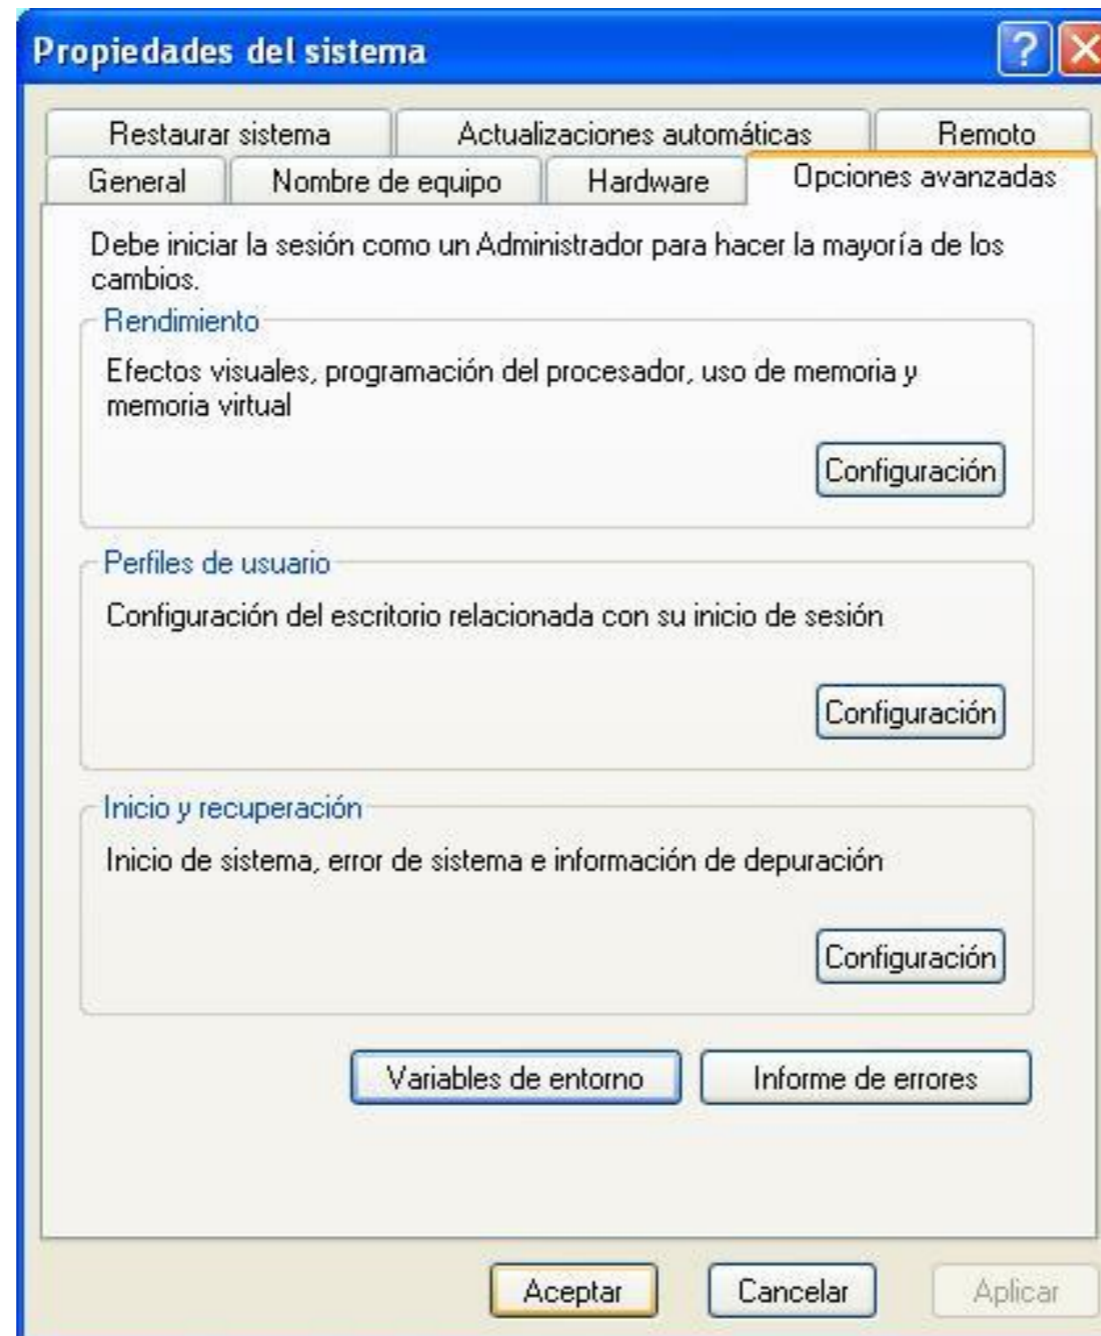 Propiedades del sistema
?
Restaurar sistema
Actualizaciones automáticas
Remoto
General
Nombre de equipo
Hardware
Opciones avanzadas
Debe iniciar la sesión como un Administrador para hacer la mayoría de los
cambios.
Rendimiento
Efectos visuales, programación del procesador, uso de memoria y
memoria virtual
Configuración
Perfiles de usuario
Configuración del escritorio relacionada con su inicio de sesión
Configuración
Inicio y recuperación
Inicio de sistema, error de sistema e información de depuración
Configuración
Variables de entorno
Informe de errores
Aceptar
Cancelar
Aplicar